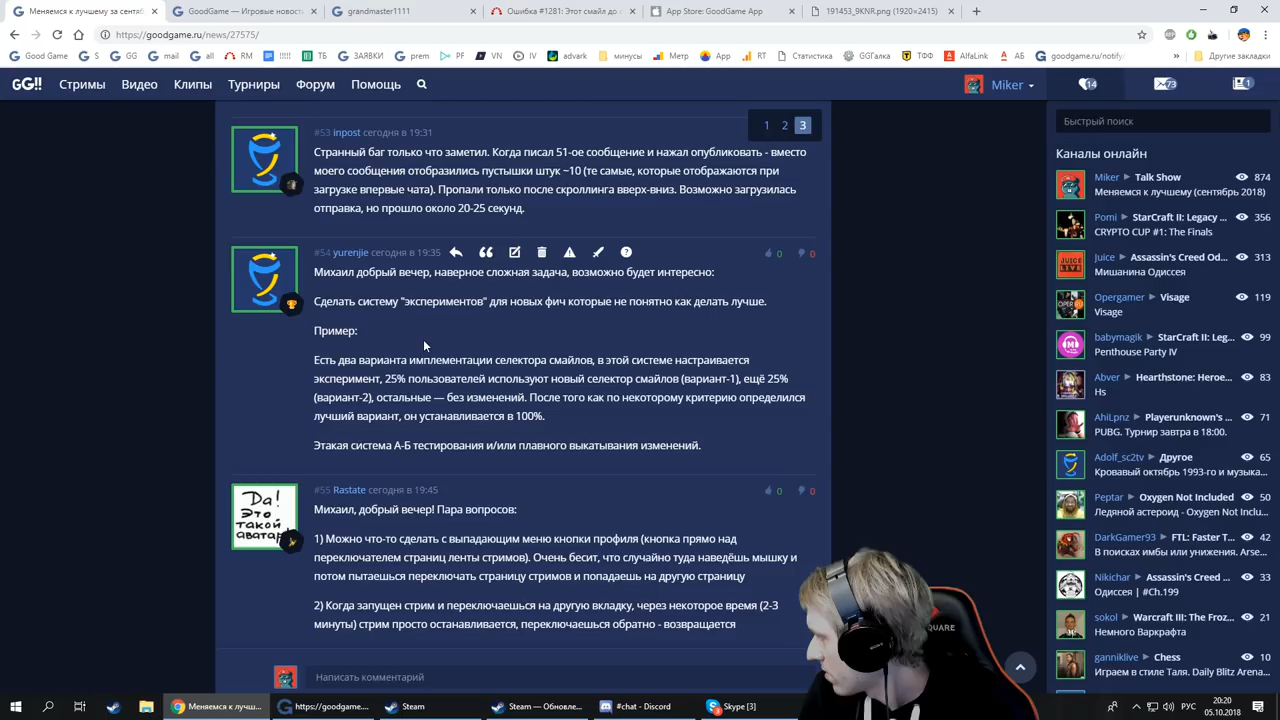 Меняемся к лучшему (сентябрь
GoodGame — Игровые новост
grandmaster1111
Ошибка #1281: Этот смайл до
App Store: GoodGame App
191453_9KNR.png (1920×2415)
https://goodgame.ru/news/27575/
Good Game
S
GG
mail
all
RM
!!!!
ТБ
ЗАЯВКИ
prem
PF
VN
IV
advark
минусы
Метр
App
RT
Статистика
GGГалка
ТФФ
AlfaLink
АБ
goodgame.ru/notify
Другие закладки
GG!!
Стримы
Видео
Клипы
Турниры
Форум
Помощь
Miker
14
73
1
1 2 3
#53 inpost сегодня в 19:31
Странный баг только что заметил. Когда писал 51-ое сообщение и нажал опубликовать - вместо
моего сообщения отобразились пустышки штук ~10 (те самые, которые отображаются при
загрузке впервые чата). Пропали только после скроллинга вверх-вниз. Возможно загрузилась
отправка, но прошло около 20-25 секунд.
#54 yurenjie сегодня в 19:35
0 0
Михаил добрый вечер, наверное сложная задача, возможно будет интересно:
Сделать систему "экспериментов" для новых фич которые не понятно как делать лучше.
Пример:
Есть два варианта имплементации селектора смайлов, в этой системе настраивается
эксперимент, 25% пользователей используют новый селектор смайлов (вариант-1), ещё 25%
(вариант-2), остальные — без изменений. После того как по некоторому критерию определился
лучший вариант, он устанавливается в 100%.
Этакая система А-Б тестирования и/или плавного выкатывания изменений.
Да!
Это
такой
аватар!
#55 Rastate сегодня в 19:45
0 0
Михаил, добрый вечер! Пара вопросов:
1) Можно что-то сделать с выпадающим меню кнопки профиля (кнопка прямо над
переключателем страниц ленты стримов). Очень бесит, что случайно туда наведёшь мышку и
потом пытаешься переключать страницу стримов и попадаешь на другую страницу
2) Когда запущен стрим и переключаешься на другую вкладку, через некоторое время (2-3
минуты) стрим просто останавливается, переключаешься обратно - возвращается
Написать комментарий
Быстрый поиск
Каналы онлайн
Miker Talk Show 874
Меняемся к лучшему (сентябрь 2018)
Pomi StarCraft II: Legacy ... 356
CRYPTO CUP #1: The Finals
JUICE
LIVE
Juice Assassin's Creed Od... 313
Мишанина Одиссея
Opergamer Visage 119
Visage
babymagik StarCraft II: Leg... 99
Penthouse Party IV
Abver Hearthstone: Heroe... 83
Hs
AhiLpnz Playerunknown's ... 71
PUBG. Турнир завтра в 18:00.
Adolf_sc2tv Другое 65
Кровавый октябрь 1993-го и музыка...
Peptar Oxygen Not Included 50
Ледяной астероид - Oxygen Not Inclu...
DarkGamer93 FTL: Faster T... 42
В поисках имбы или унижения. Arse...
Nikichar Assassin's Creed ... 33
Одиссея | #Ch.199
sokol Warcraft III: The Froz... 21
Немного Варкрафта
ganniklive Chess 10
Играем в стиле Таля. Daily Blitz Arena...
SQUARE
Меняемся к лучш...
https://goodgame....
Steam
Steam — Обновле...
#chat - Discord
Skype [3]
РУС
20:20
05.10.2018